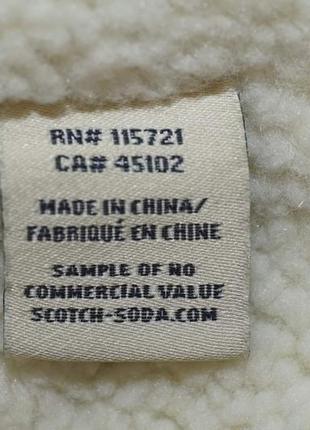 RN# 115721
CA# 45102
MADE IN CHINA/
FABRIQUÉ EN CHINE
SAMPLE OF NO
COMMERCIAL VALUE
SCOTCH-SODA.COM